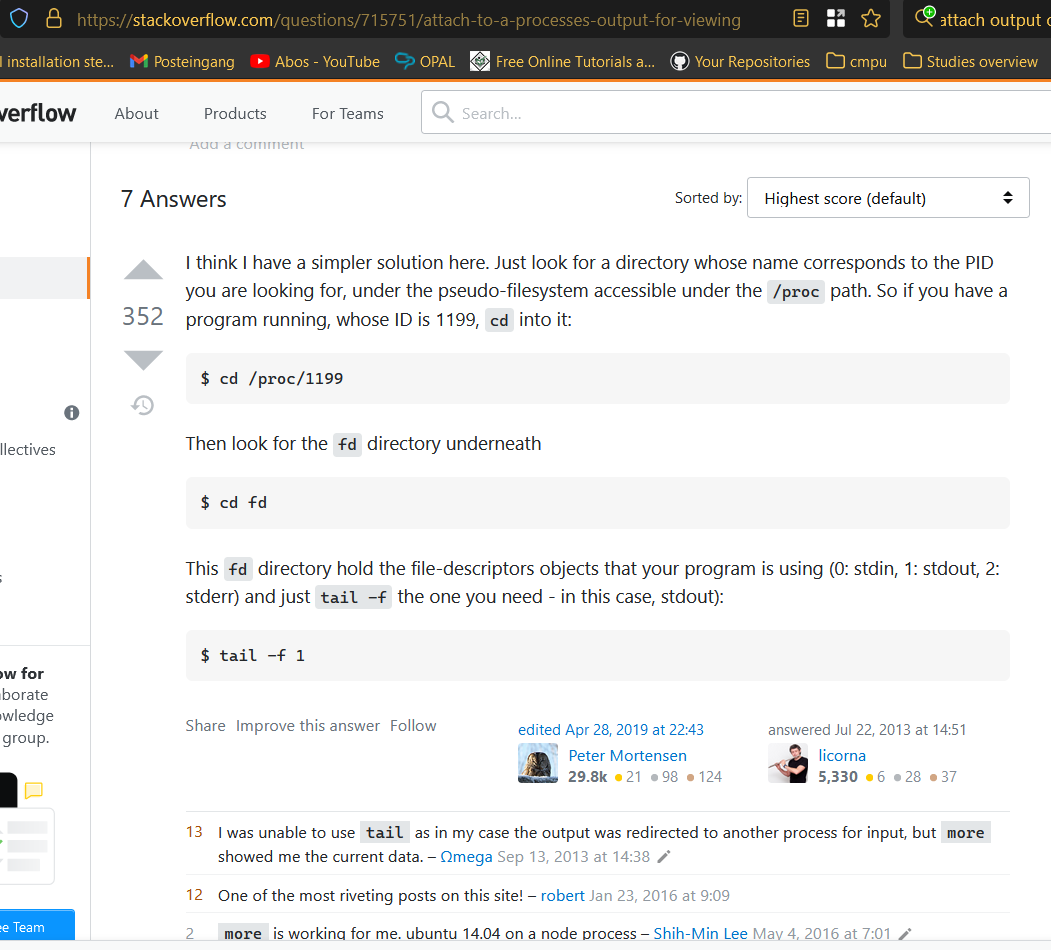 https://stackoverflow.com/questions/715751/attach-to-a-processes-output-for-viewing
attach output
l installation ste... Posteingang Abos - YouTube OPAL Free Online Tutorials a... Your Repositories cmpu Studies overview
verflow About Products For Teams Search...
Add a comment
7 Answers
Sorted by: Highest score (default)
I think I have a simpler solution here. Just look for a directory whose name corresponds to the PID
you are looking for, under the pseudo-filesystem accessible under the /proc path. So if you have a
352
program running, whose ID is 1199, cd into it:
$ cd /proc/1199
llectives
Then look for the fd directory underneath
$ cd fd
s
This fd directory hold the file-descriptors objects that your program is using (0: stdin, 1: stdout, 2:
stderr) and just tail -f the one you need - in this case, stdout):
$ tail -f 1
ow for
aborate
owledge
group.
Share Improve this answer Follow
edited Apr 28, 2019 at 22:43
Peter Mortensen
29.8k 21 98 124
answered Jul 22, 2013 at 14:51
licorna
5,330 6 28 37
13 I was unable to use tail as in my case the output was redirected to another process for input, but more
showed me the current data. – Ωmega Sep 13, 2013 at 14:38
12 One of the most riveting posts on this site! – robert Jan 23, 2016 at 9:09
ee Team
2 more is working for me. ubuntu 14.04 on a node process – Shih-Min Lee May 4, 2016 at 7:01